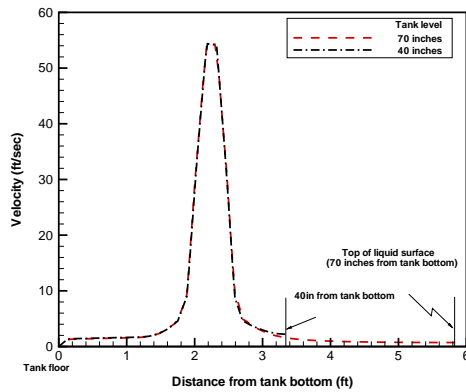 Tank level
70 inches
40 inches
60
50
40
30
20
10
0
Velocity (ft/sec)
Top of liquid surface
(70 inches from tank bottom)
40in from tank bottom
0 1 2 3 4 5 6
Tank floor
Distance from tank bottom (ft)